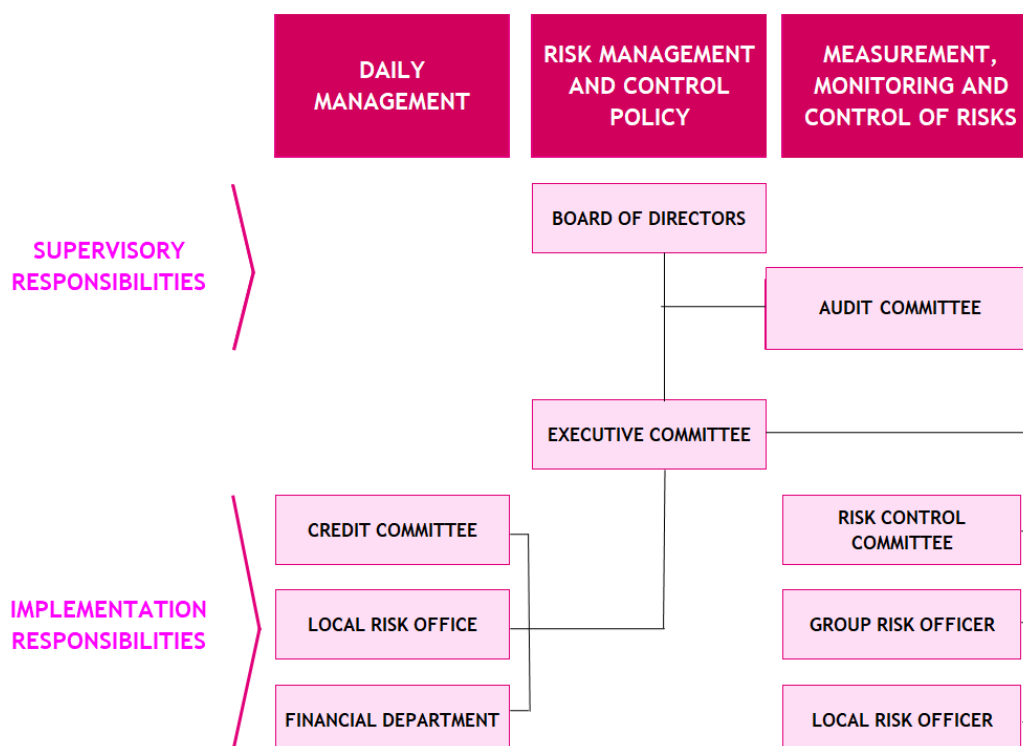 DAILY
MANAGEMENT
RISK MANAGEMENT
AND CONTROL
POLICY
MEASUREMENT,
MONITORING AND
CONTROL OF RISKS
SUPERVISORY
RESPONSIBILITIES
BOARD OF DIRECTORS
AUDIT COMMITTEE
EXECUTIVE COMMITTEE
IMPLEMENTATION
RESPONSIBILITIES
CREDIT COMMITTEE
RISK CONTROL
COMMITTEE
LOCAL RISK OFFICE
GROUP RISK OFFICER
FINANCIAL DEPARTMENT
LOCAL RISK OFFICER